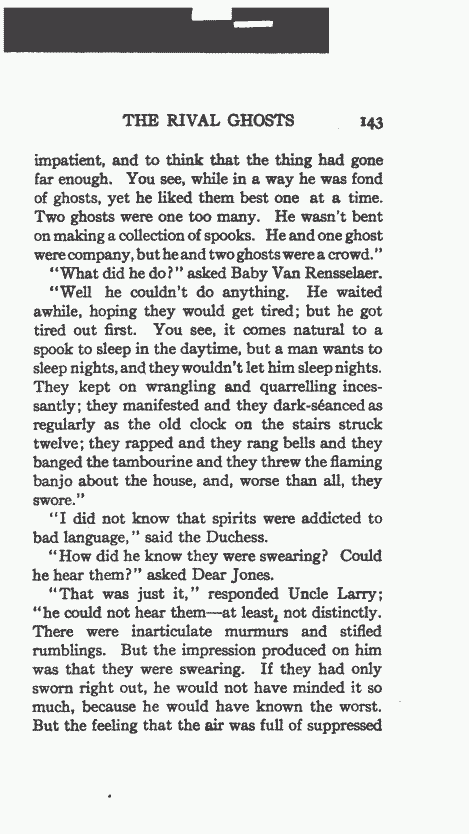 THE RIVAL GHOSTS 143
impatient, and to think that the thing had gone
far enough. You see, while in a way he was fond
of ghosts, yet he liked them best one at a time.
Two ghosts were one too many. He wasn't bent
on making a collection of spooks. He and one ghost
were company, but he and two ghosts were a crowd."
"What did he do?" asked Baby Van Rensselaer.
"Well he couldn't do anything. He waited
awhile, hoping they would get tired; but he got
tired out first. You see, it comes natural to a
spook to sleep in the daytime, but a man wants to
sleep nights, and they wouldn't let him sleep nights.
They kept on wrangling and quarrelling inces-
santly; they manifested and they dark-séanced as
regularly as the old clock on the stairs struck
twelve; they rapped and they rang bells and they
banged the tambourine and they threw the flaming
banjo about the house, and, worse than all, they
swore."
"I did not know that spirits were addicted to
bad language," said the Duchess.
"How did he know they were swearing? Could
he hear them?" asked Dear Jones.
"That was just it," responded Uncle Larry;
"he could not hear them—at least, not distinctly.
There were inarticulate murmurs and stifled
rumblings. But the impression produced on him
was that they were swearing. If they had only
sworn right out, he would not have minded it so
much, because he would have known the worst.
But the feeling that the air was full of suppressed